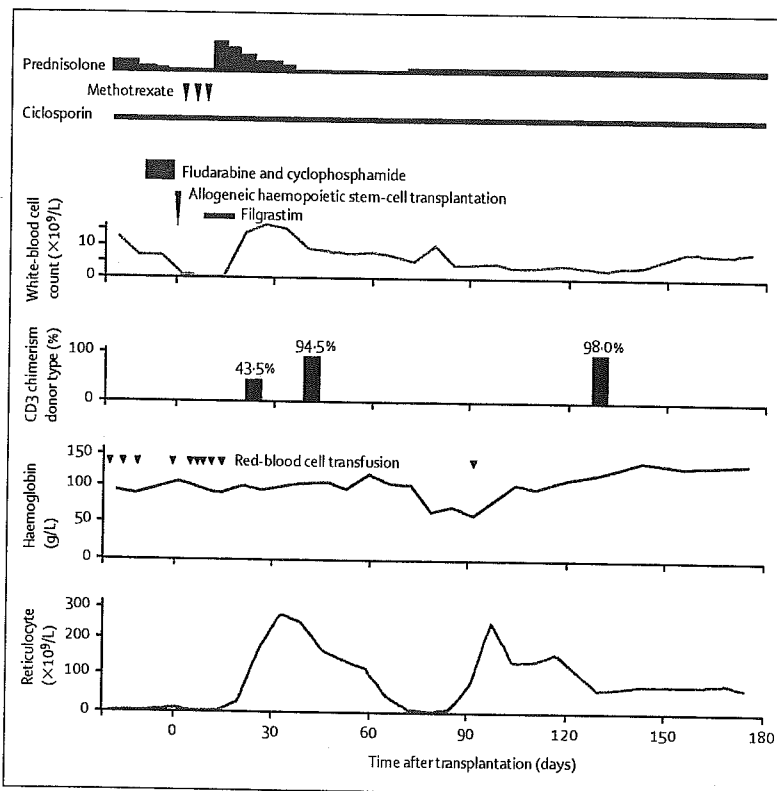 Prednisolone
Methotrexate
Ciclosporin
Fludarabine and cyclophosphamide
Allogeneic haemopoietic stem-cell transplantation
Filgrastim
White-blood cell
count (×10⁹/L)
10
0
CD3 chimerism
donor type (%)
100
0
43·5%
94·5%
98·0%
Haemoglobin
(g/L)
150
100
50
0
Red-blood cell transfusion
Reticulocyte
(×10⁹/L)
300
200
100
0
0 30 60 90 120 150 180
Time after transplantation (days)